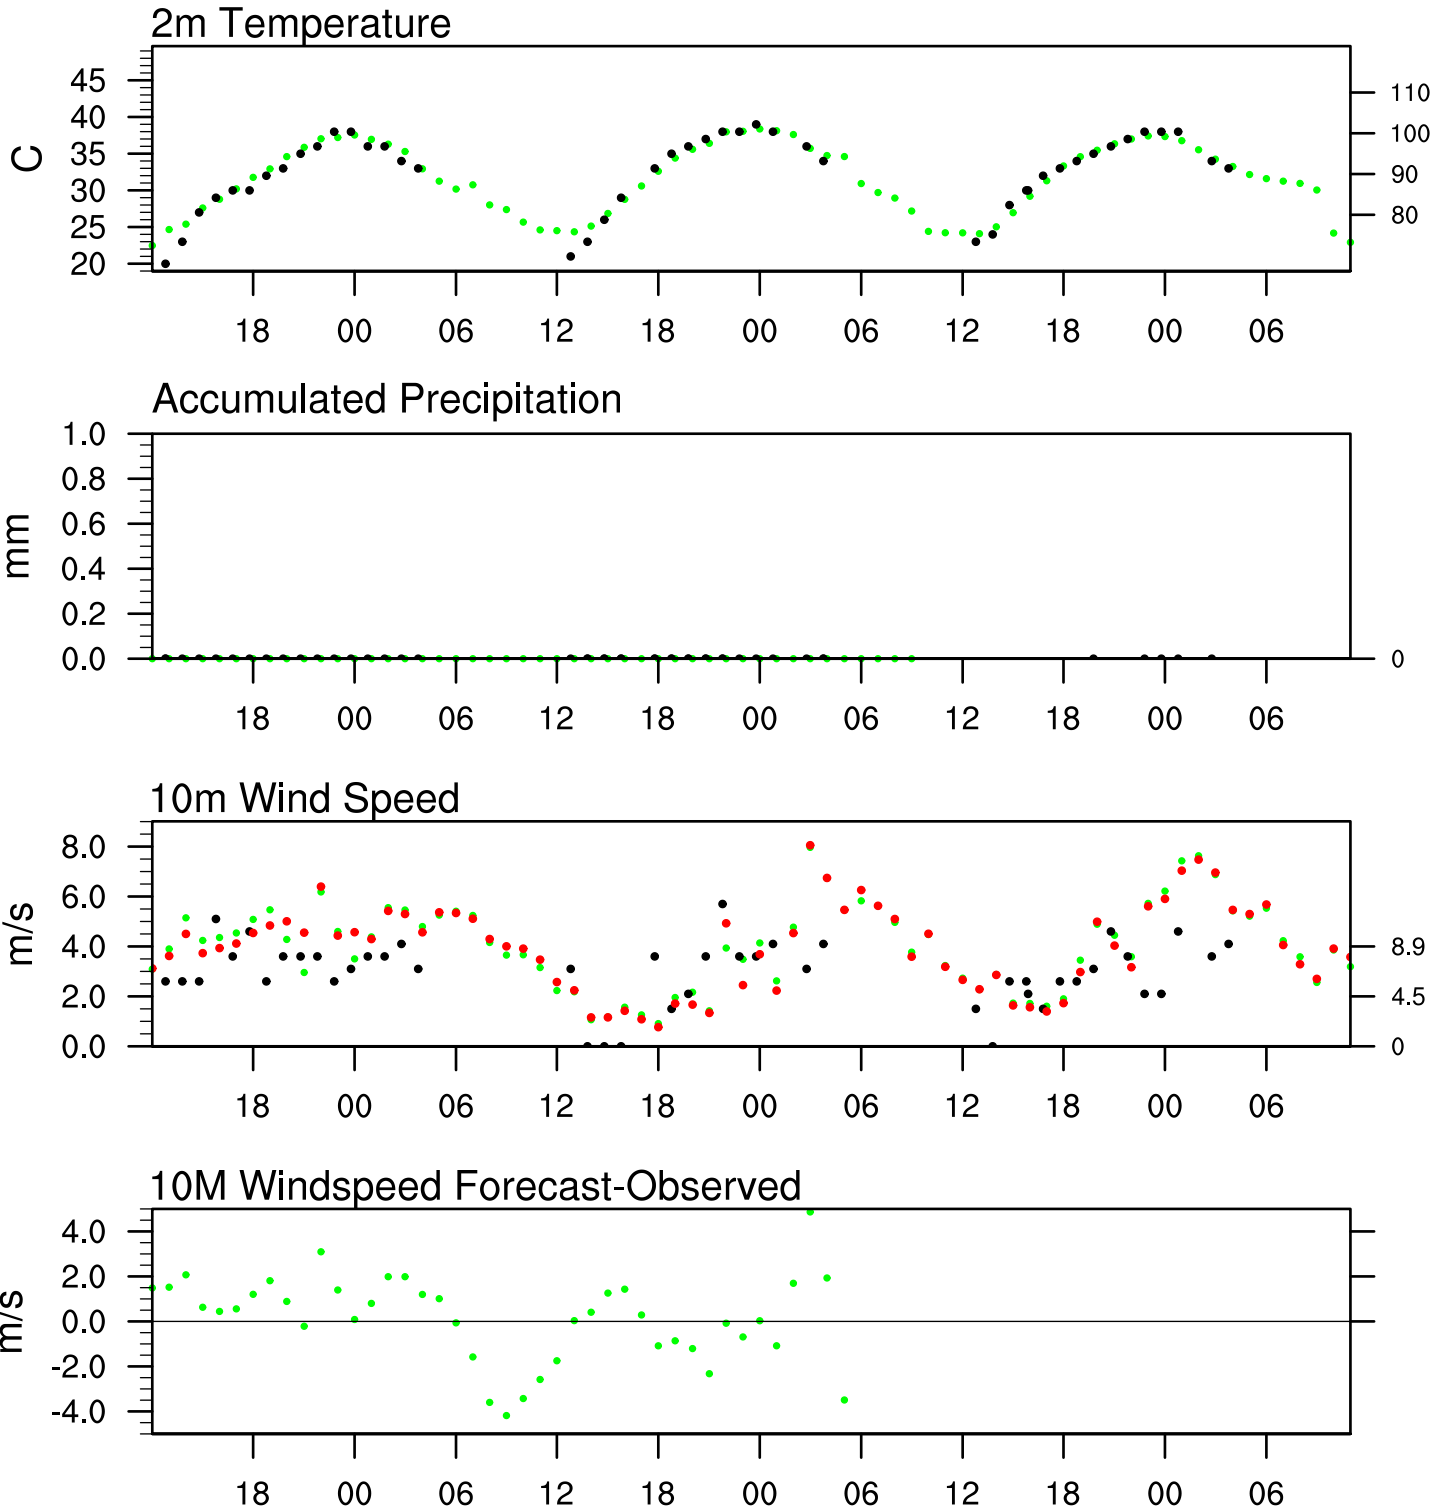 2m Temperature
45
40
35
30
25
20
C
110
100
90
80
18 00 06 12 18 00 06 12 18 00 06
Accumulated Precipitation
1.0
0.8
0.6
0.4
0.2
0.0
mm
0
18 00 06 12 18 00 06 12 18 00 06
10m Wind Speed
8.0
6.0
4.0
2.0
0.0
m/s
8.9
4.5
0
18 00 06 12 18 00 06 12 18 00 06
10M Windspeed Forecast-Observed
4.0
2.0
0.0
-2.0
-4.0
m/s
18 00 06 12 18 00 06 12 18 00 06